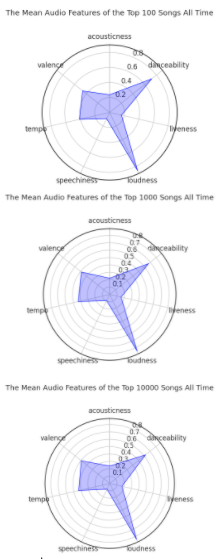 The Mean Audio Features of the Top 100 Songs All Time
acousticness
0.8
valence
0.6
danceability
0.4
0.2
tempo
liveness
speechiness
loudness
The Mean Audio Features of the Top 1000 Songs All Time
acousticness
0.8
0.7
valence
0.6
danceability
0.5
0.4
0.3
0.2
0.1
tempo
liveness
speechiness
loudness
The Mean Audio Features of the Top 10000 Songs All Time
acousticness
0.8
0.7
valence
0.6
danceability
0.5
0.4
0.3
0.2
0.1
tempo
liveness
speechiness
loudness